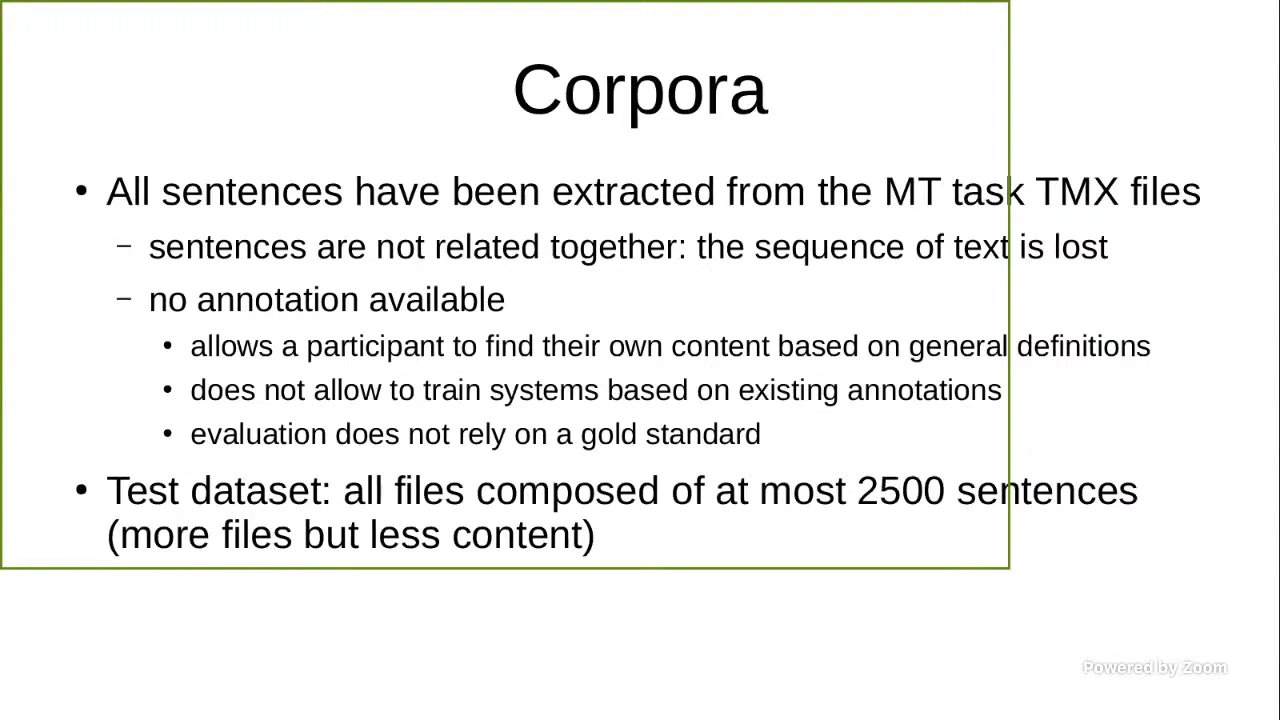 Corpora
• All sentences have been extracted from the MT task TMX files
– sentences are not related together: the sequence of text is lost
– no annotation available
• allows a participant to find their own content based on general definitions
• does not allow to train systems based on existing annotations
• evaluation does not rely on a gold standard
• Test dataset: all files composed of at most 2500 sentences
(more files but less content)
Powered by Zoom